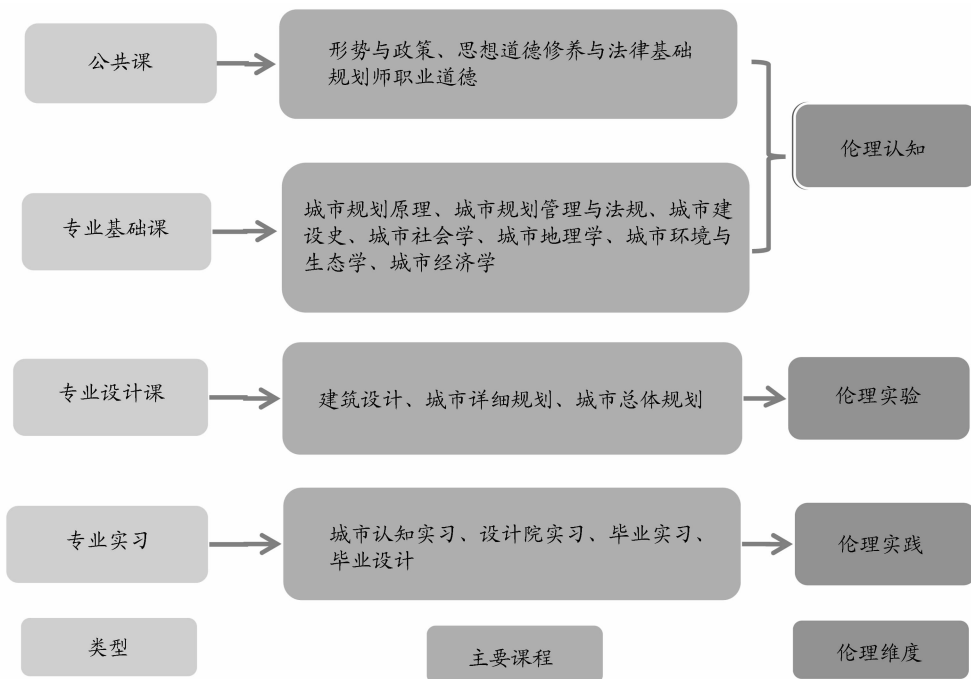 公共课
形势与政策、思想道德修养与法律基础
规划师职业道德
伦理认知
专业基础课
城市规划原理、城市规划管理与法规、城市建
设史、城市社会学、城市地理学、城市环境与
生态学、城市经济学
专业设计课
建筑设计、城市详细规划、城市总体规划
伦理实验
专业实习
城市认知实习、设计院实习、毕业实习、
毕业设计
伦理实践
类型
主要课程
伦理维度